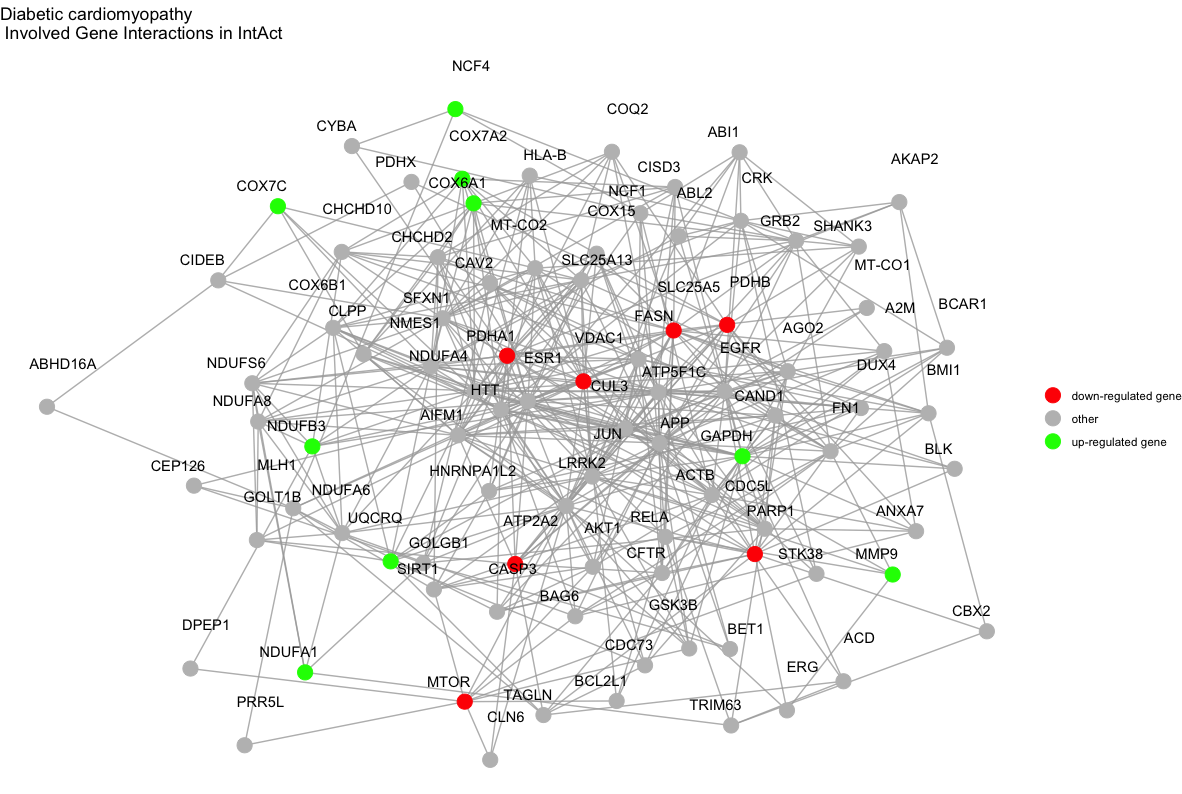 Diabetic cardiomyopathy
Involved Gene Interactions in IntAct
NCF4
COQ2
CYBA
COX7A2
ABI1
PDHX
HLA-B
CISD3
AKAP2
COX7C
COX6A1
NCF1
ABL2
CRK
CHCHD10
COX15
MT-CO2
GRB2
SHANK3
CHCHD2
CIDEB
CAV2
SLC25A13
MT-CO1
COX6B1
SLC25A5
PDHB
SFXN1
CLPP
NMES1
FASN
A2M
BCAR1
PDHA1
VDAC1
AGO2
NDUFS6
NDUFA4
ESR1
EGFR
ABHD16A
ATP5F1C
DUX4
BMI1
HTT
CUL3
CAND1
NDUFA8
AIFM1
FN1
NDUFB3
JUN
APP
GAPDH
BLK
CEP126
MLH1
HNRNPA1L2
LRRK2
ACTB
CDC5L
GOLT1B
NDUFA6
UQCRQ
ATP2A2
AKT1
RELA
PARP1
ANXA7
GOLGB1
CFTR
STK38
MMP9
SIRT1
CASP3
BAG6
GSK3B
CBX2
DPEP1
BET1
ACD
NDUFA1
CDC73
ERG
MTOR
BCL2L1
PRR5L
TAGLN
TRIM63
CLN6
down-regulated gene
other
up-regulated gene